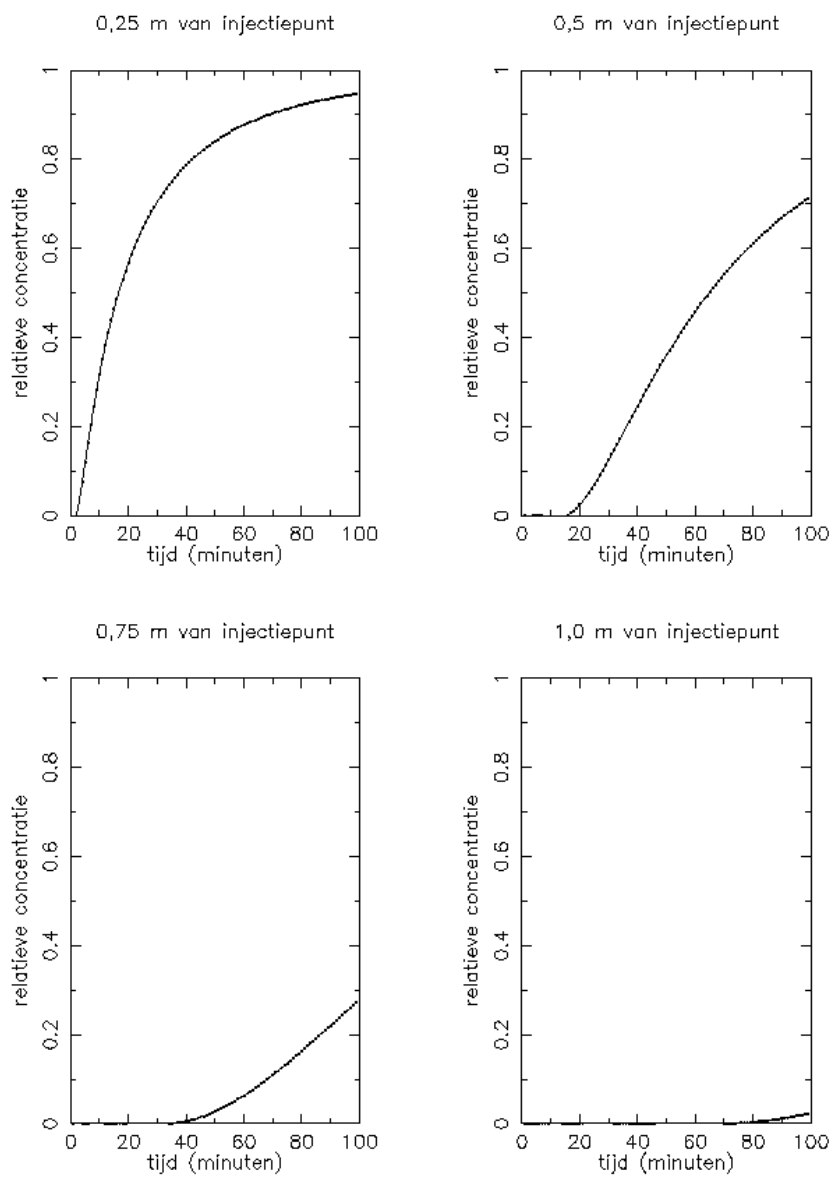 0,25 m van injectiepunt
relatieve concentratie
0 0.2 0.4 0.6 0.8 1
0 20 40 60 80 100
tijd (minuten)
0,5 m van injectiepunt
relatieve concentratie
0 0.2 0.4 0.6 0.8 1
0 20 40 60 80 100
tijd (minuten)
0,75 m van injectiepunt
relatieve concentratie
0 0.2 0.4 0.6 0.8 1
0 20 40 60 80 100
tijd (minuten)
1,0 m van injectiepunt
relatieve concentratie
0 0.2 0.4 0.6 0.8 1
0 20 40 60 80 100
tijd (minuten)